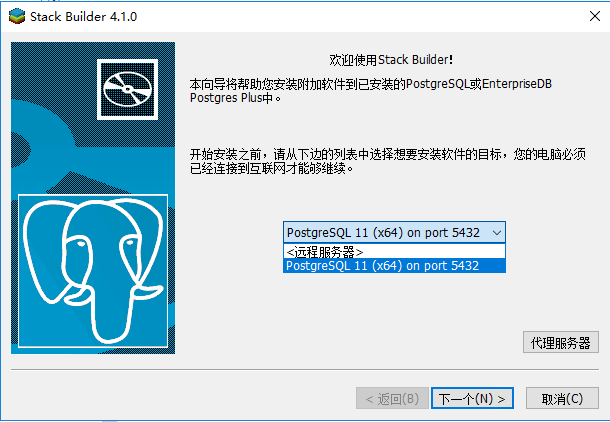 Stack Builder 4.1.0
欢迎使用Stack Builder!
本向导将帮助您安装附加软件到已安装的PostgreSQL或EnterpriseDB
Postgres Plus中。
开始安装之前，请从下边的列表中选择想要安装软件的目标，您的电脑必须
已经连接到互联网才能够继续。
PostgreSQL 11 (x64) on port 5432
<远程服务器>
PostgreSQL 11 (x64) on port 5432
代理服务器
< 返回(B)
下一个(N) >
取消(C)